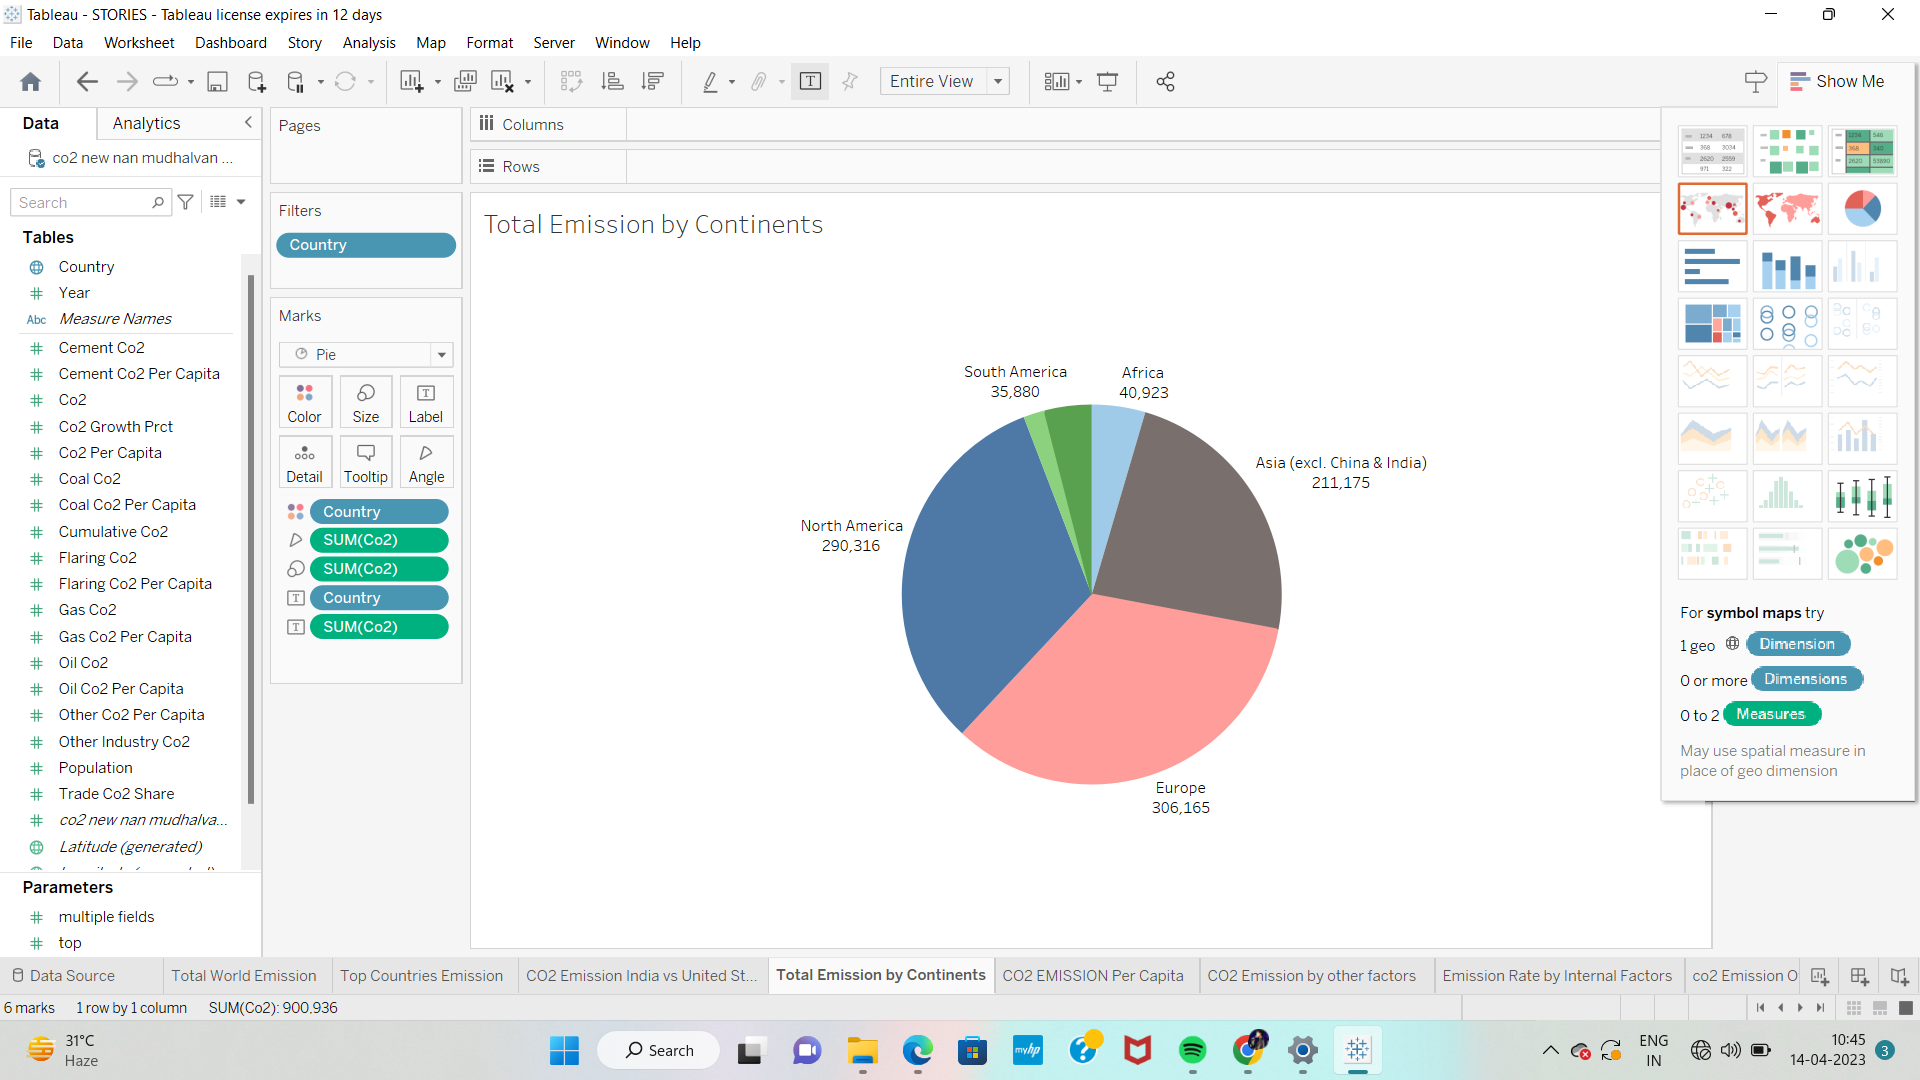 Tableau - STORIES - Tableau license expires in 12 days
File Data Worksheet Dashboard Story Analysis Map Format Server Window Help
Entire View
Show Me
Data Analytics
co2 new nan mudhalvan ...
Search
Tables
Country
Year
Abc Measure Names
Cement Co2
Cement Co2 Per Capita
Co2
Co2 Growth Prct
Co2 Per Capita
Coal Co2
Coal Co2 Per Capita
Cumulative Co2
Flaring Co2
Flaring Co2 Per Capita
Gas Co2
Gas Co2 Per Capita
Oil Co2
Oil Co2 Per Capita
Other Co2 Per Capita
Other Industry Co2
Population
Trade Co2 Share
co2 new nan mudhalva...
Latitude (generated)
Parameters
multiple fields
top
Pages
Filters
Country
Marks
Pie
Color Size Label
Detail Tooltip Angle
Country
SUM(Co2)
SUM(Co2)
Country
SUM(Co2)
Columns
Rows
Total Emission by Continents
South America
35,880
Africa
40,923
Asia (excl. China & India)
211,175
North America
290,316
Europe
306,165
For symbol maps try
1 geo Dimension
0 or more Dimensions
0 to 2 Measures
May use spatial measure in
place of geo dimension
Data Source Total World Emission Top Countries Emission CO2 Emission India vs United St... Total Emission by Continents CO2 EMISSION Per Capita CO2 Emission by other factors Emission Rate by Internal Factors co2 Emission O
6 marks 1 row by 1 column SUM(Co2): 900,936
31°C
Haze
Search
myhp
ENG
IN
10:45
14-04-2023
3